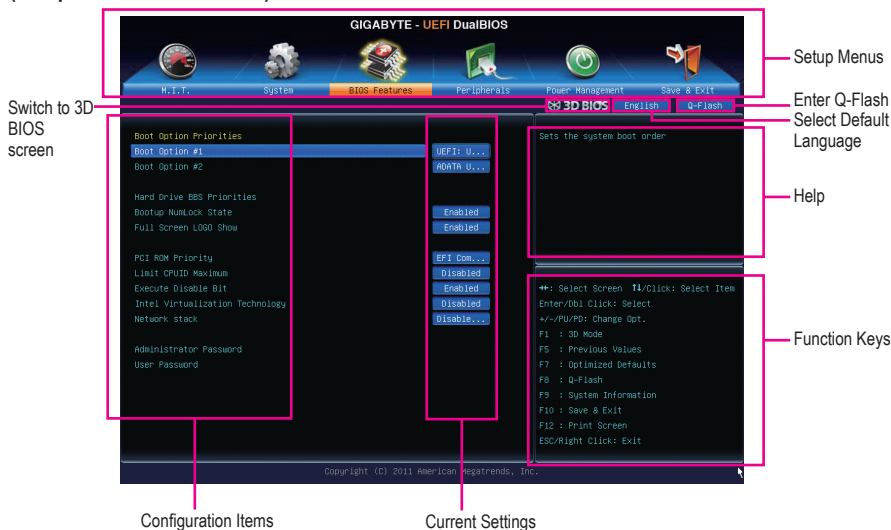 GIGABYTE - UEFI DualBIOS
M.I.T. System BIOS Features Peripherals Power Management Save & Exit
Setup Menus
3D BIOS English Q-Flash
Switch to 3D
BIOS
screen
Enter Q-Flash
Select Default
Language
Boot Option Priorities
Boot Option #1 UEFI: U...
Boot Option #2 ADATA U...
Hard Drive BBS Priorities
Bootup NumLock State Enabled
Full Screen LOGO Show Enabled
PCI ROM Priority EFI Com...
Limit CPUID Maximum Disabled
Execute Disable Bit Enabled
Intel Virtualization Technology Disabled
Network stack Disable...
Administrator Password
User Password
Sets the system boot order
Help
→←: Select Screen ↑↓/Click: Select Item
Enter/Dbl Click: Select
+/-/PU/PD: Change Opt.
F1 : 3D Mode
F5 : Previous Values
F7 : Optimized Defaults
F8 : Q-Flash
F9 : System Information
F10 : Save & Exit
F12 : Print Screen
ESC/Right Click: Exit
Function Keys
Copyright (C) 2011 American Megatrends, Inc.
Configuration Items
Current Settings